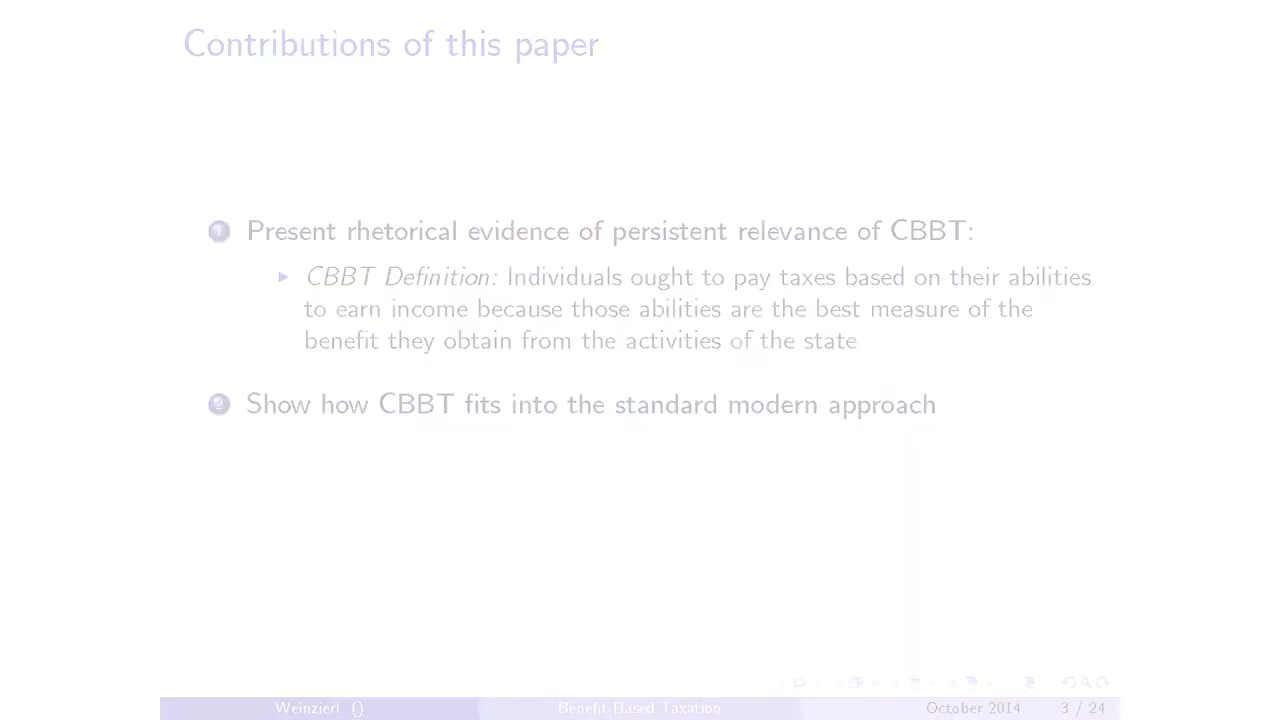 Contributions of this paper
1 Present rhetorical evidence of persistent relevance of CBBT:
CBBT Definition: Individuals ought to pay taxes based on their abilities
to earn income because those abilities are the best measure of the
benefit they obtain from the activities of the state
2 Show how CBBT fits into the standard modern approach
Weinzierl () Benefit-Based Taxation October 2014 3 / 24